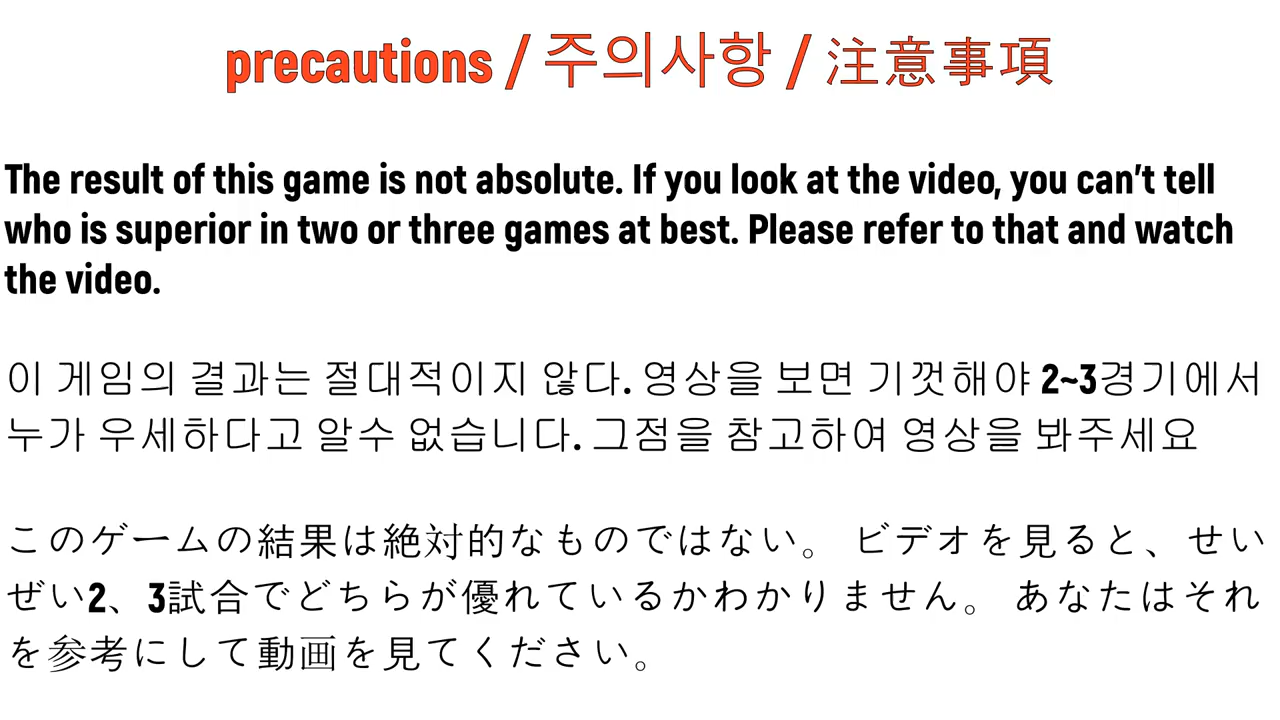 precautions / 주의사항 / 注意事項
The result of this game is not absolute. If you look at the video, you can't tell
who is superior in two or three games at best. Please refer to that and watch
the video.
이 게임의 결과는 절대적이지 않다. 영상을 보면 기껏해야 2~3경기에서
누가 우세하다고 알수 없습니다. 그점을 참고하여 영상을 봐주세요
このゲームの結果は絶対的なものではない。 ビデオを見ると、せい
ぜい2、3試合でどちらが優れているかわかりません。 あなたはそれ
を参考にして動画を見てください。